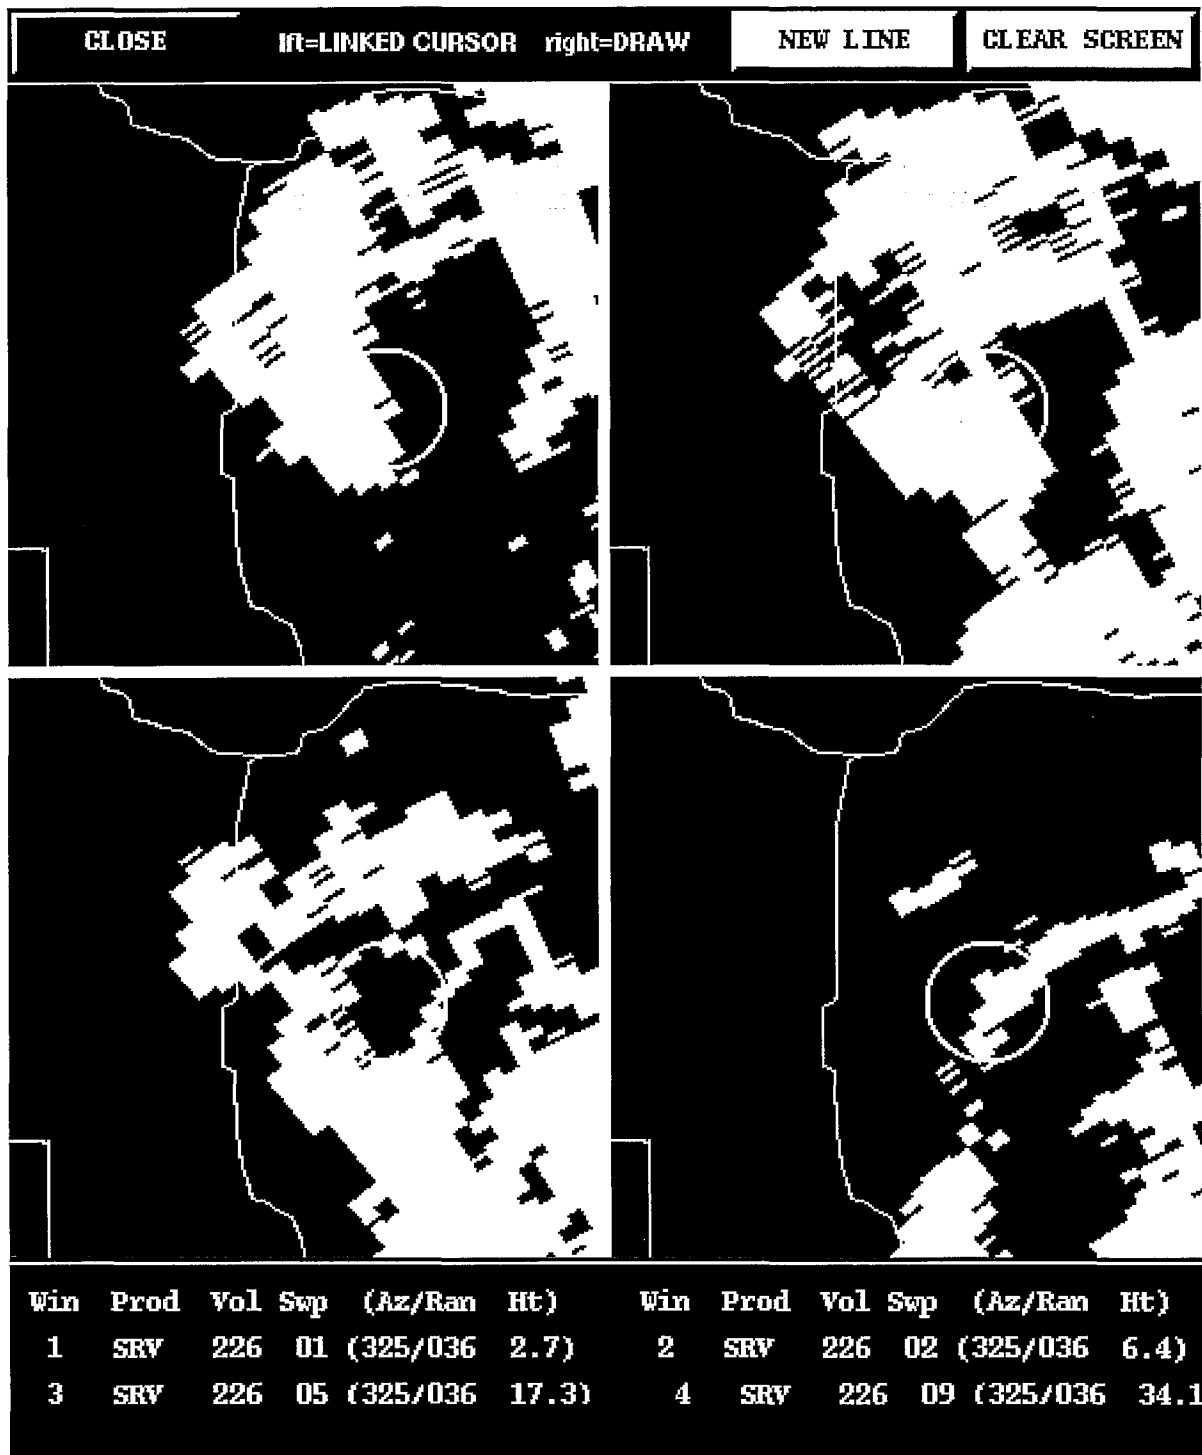 CLOSE lft=LINKED CURSOR right=DRAW NEW LINE CLEAR SCREEN
Win Prod Vol Swp (Az/Ran Ht) Win Prod Vol Swp (Az/Ran Ht)
1 SRV 226 01 (325/036 2.7) 2 SRV 226 02 (325/036 6.4)
3 SRV 226 05 (325/036 17.3) 4 SRV 226 09 (325/036 34.1